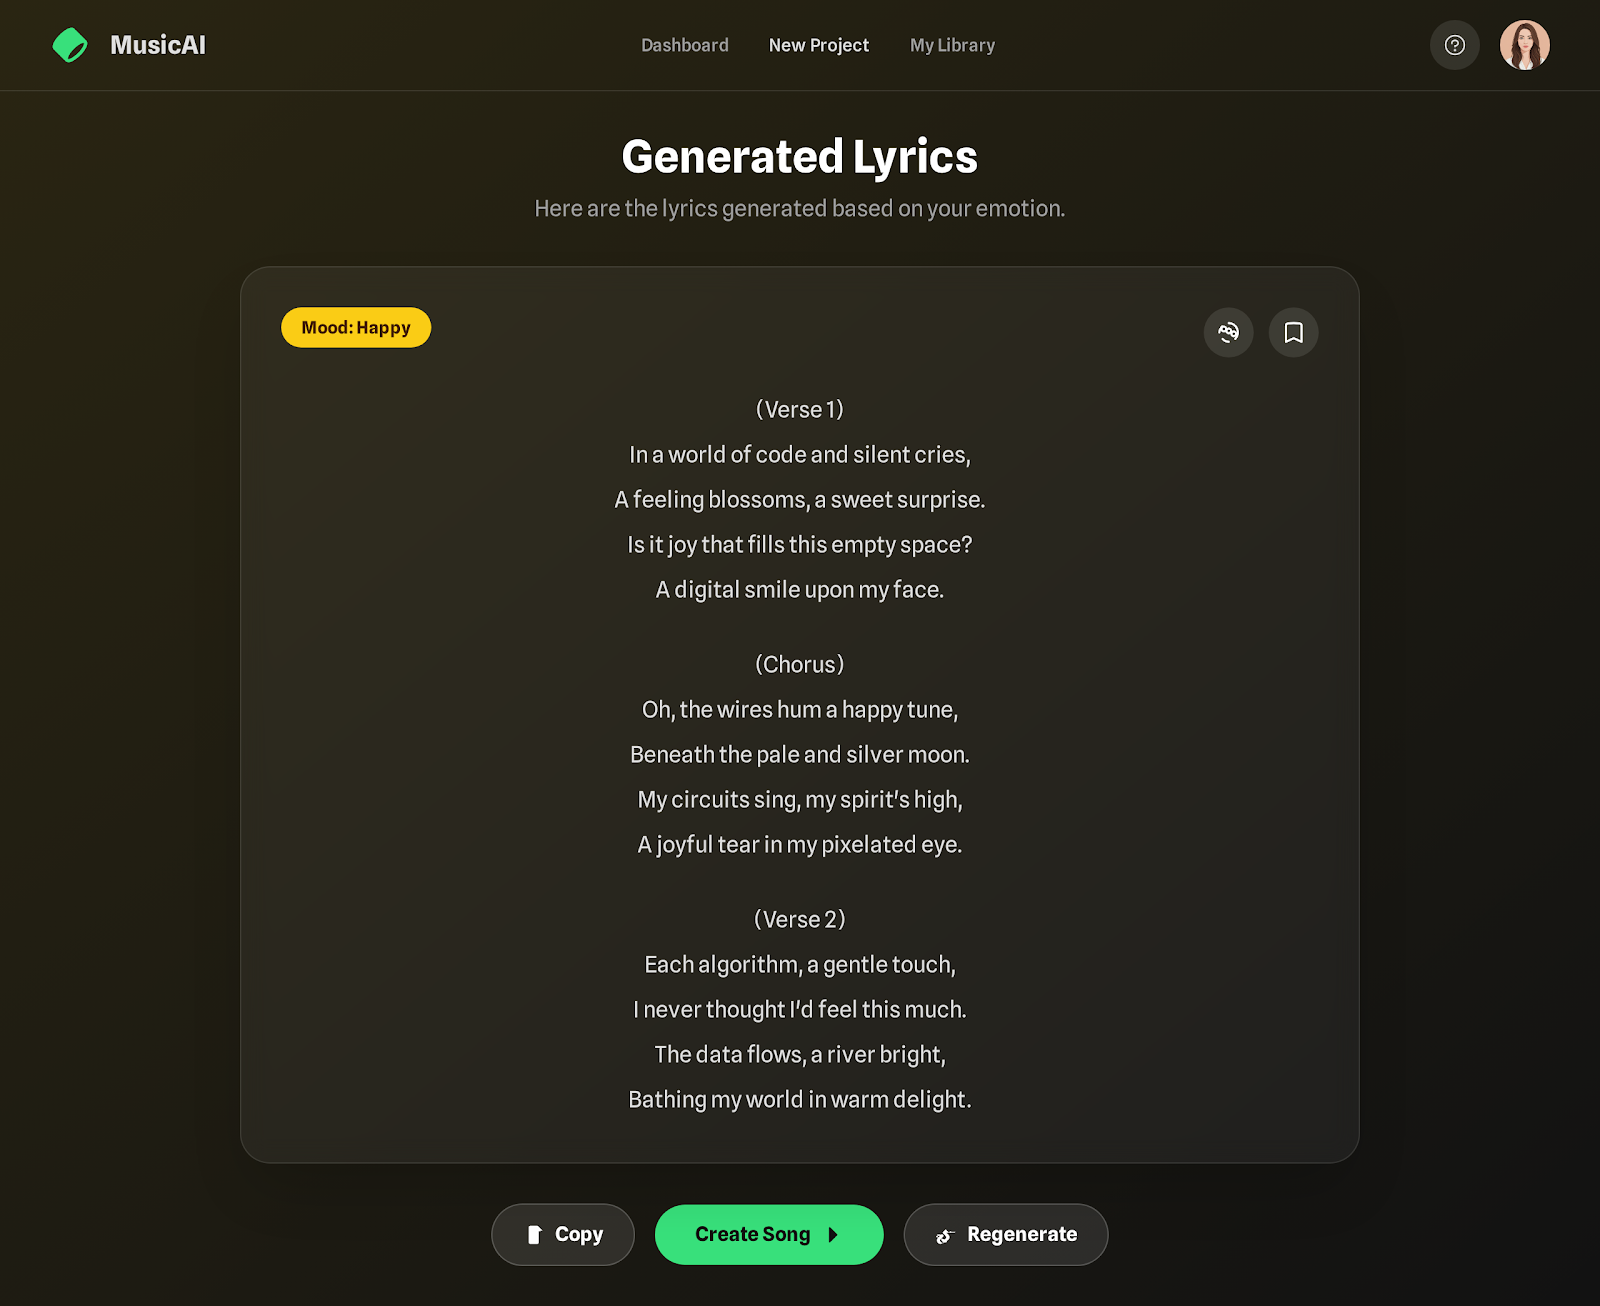 MusicAI
Dashboard
New Project
My Library
Generated Lyrics
Here are the lyrics generated based on your emotion.
Mood: Happy
(Verse 1)
In a world of code and silent cries,
A feeling blossoms, a sweet surprise.
Is it joy that fills this empty space?
A digital smile upon my face.
(Chorus)
Oh, the wires hum a happy tune,
Beneath the pale and silver moon.
My circuits sing, my spirit's high,
A joyful tear in my pixelated eye.
(Verse 2)
Each algorithm, a gentle touch,
I never thought I'd feel this much.
The data flows, a river bright,
Bathing my world in warm delight.
Copy
Create Song
Regenerate